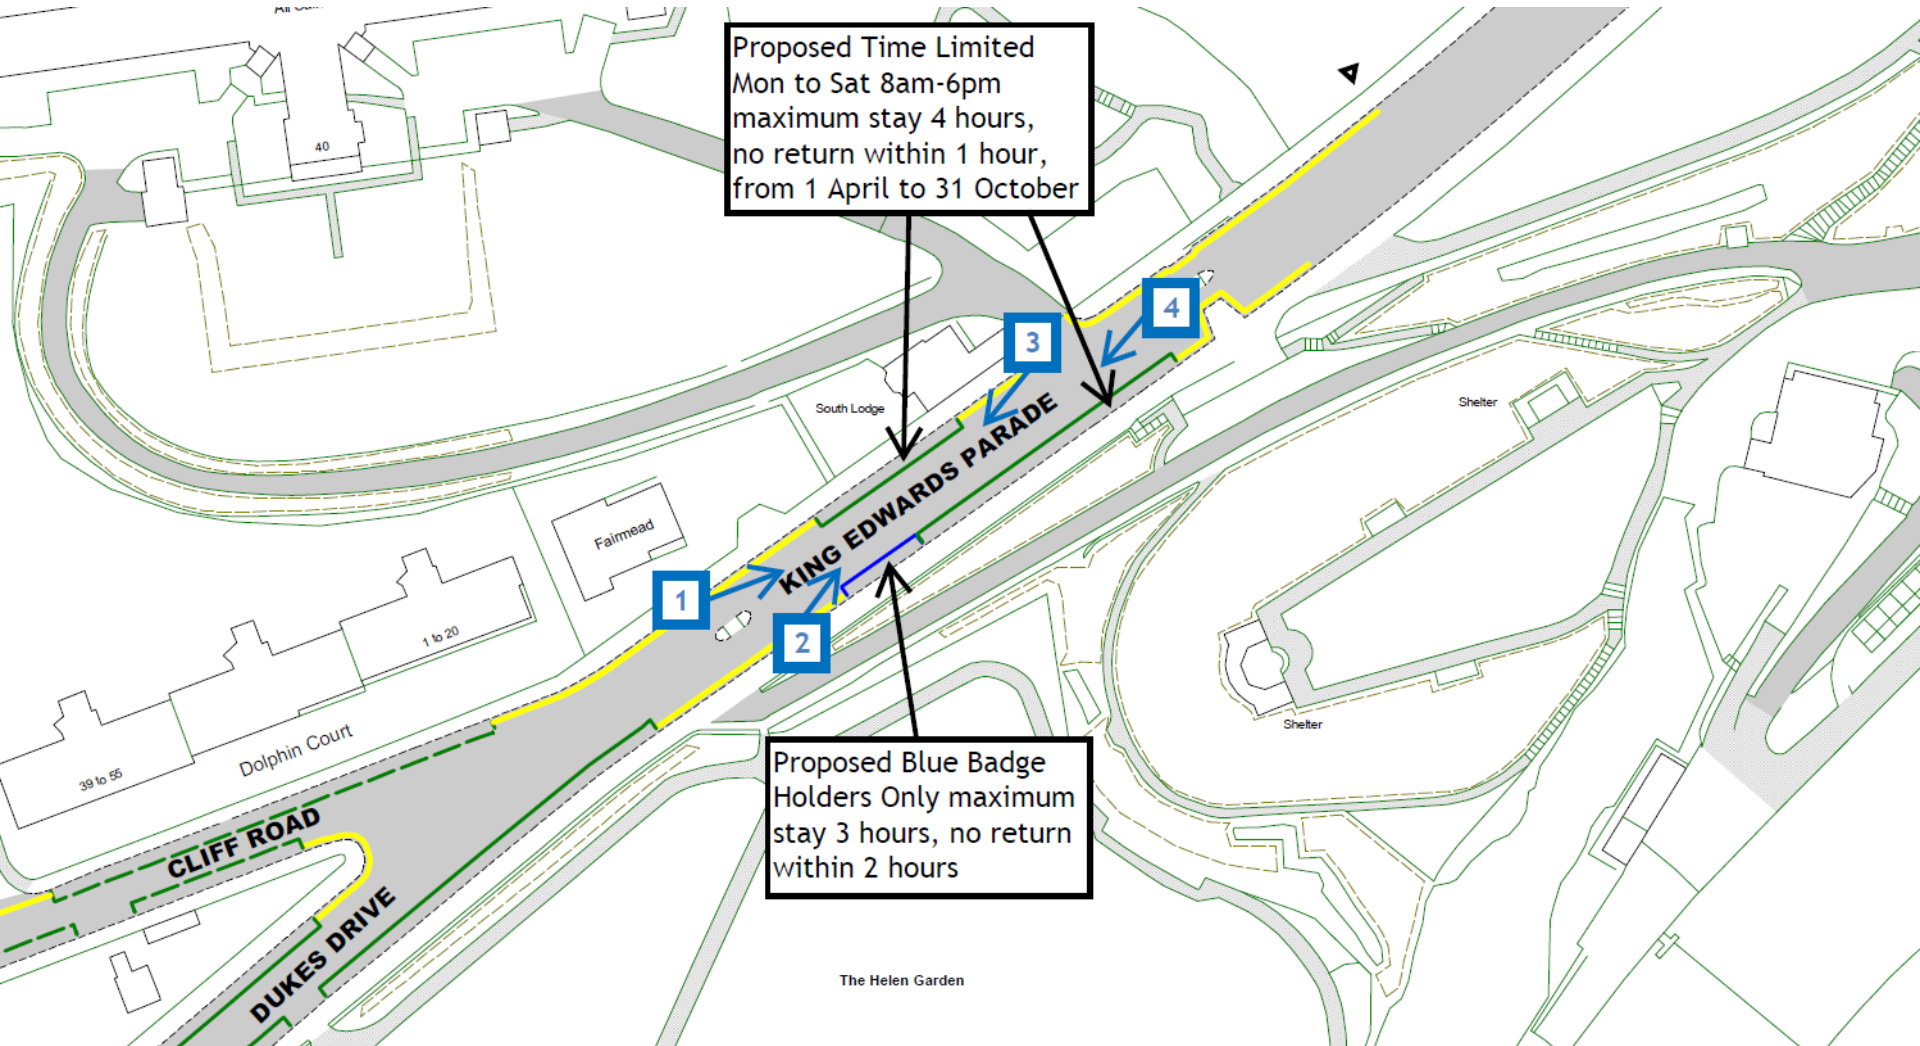 Proposed Time Limited
Mon to Sat 8am-6pm
maximum stay 4 hours,
no return within 1 hour,
from 1 April to 31 October
40
4
3
South Lodge
Shelter
KING EDWARDS PARADE
Fairmead
1
2
1 to 20
Shelter
Dolphin Court
39 to 55
Proposed Blue Badge
Holders Only maximum
stay 3 hours, no return
within 2 hours
CLIFF ROAD
DUKES DRIVE
The Helen Garden